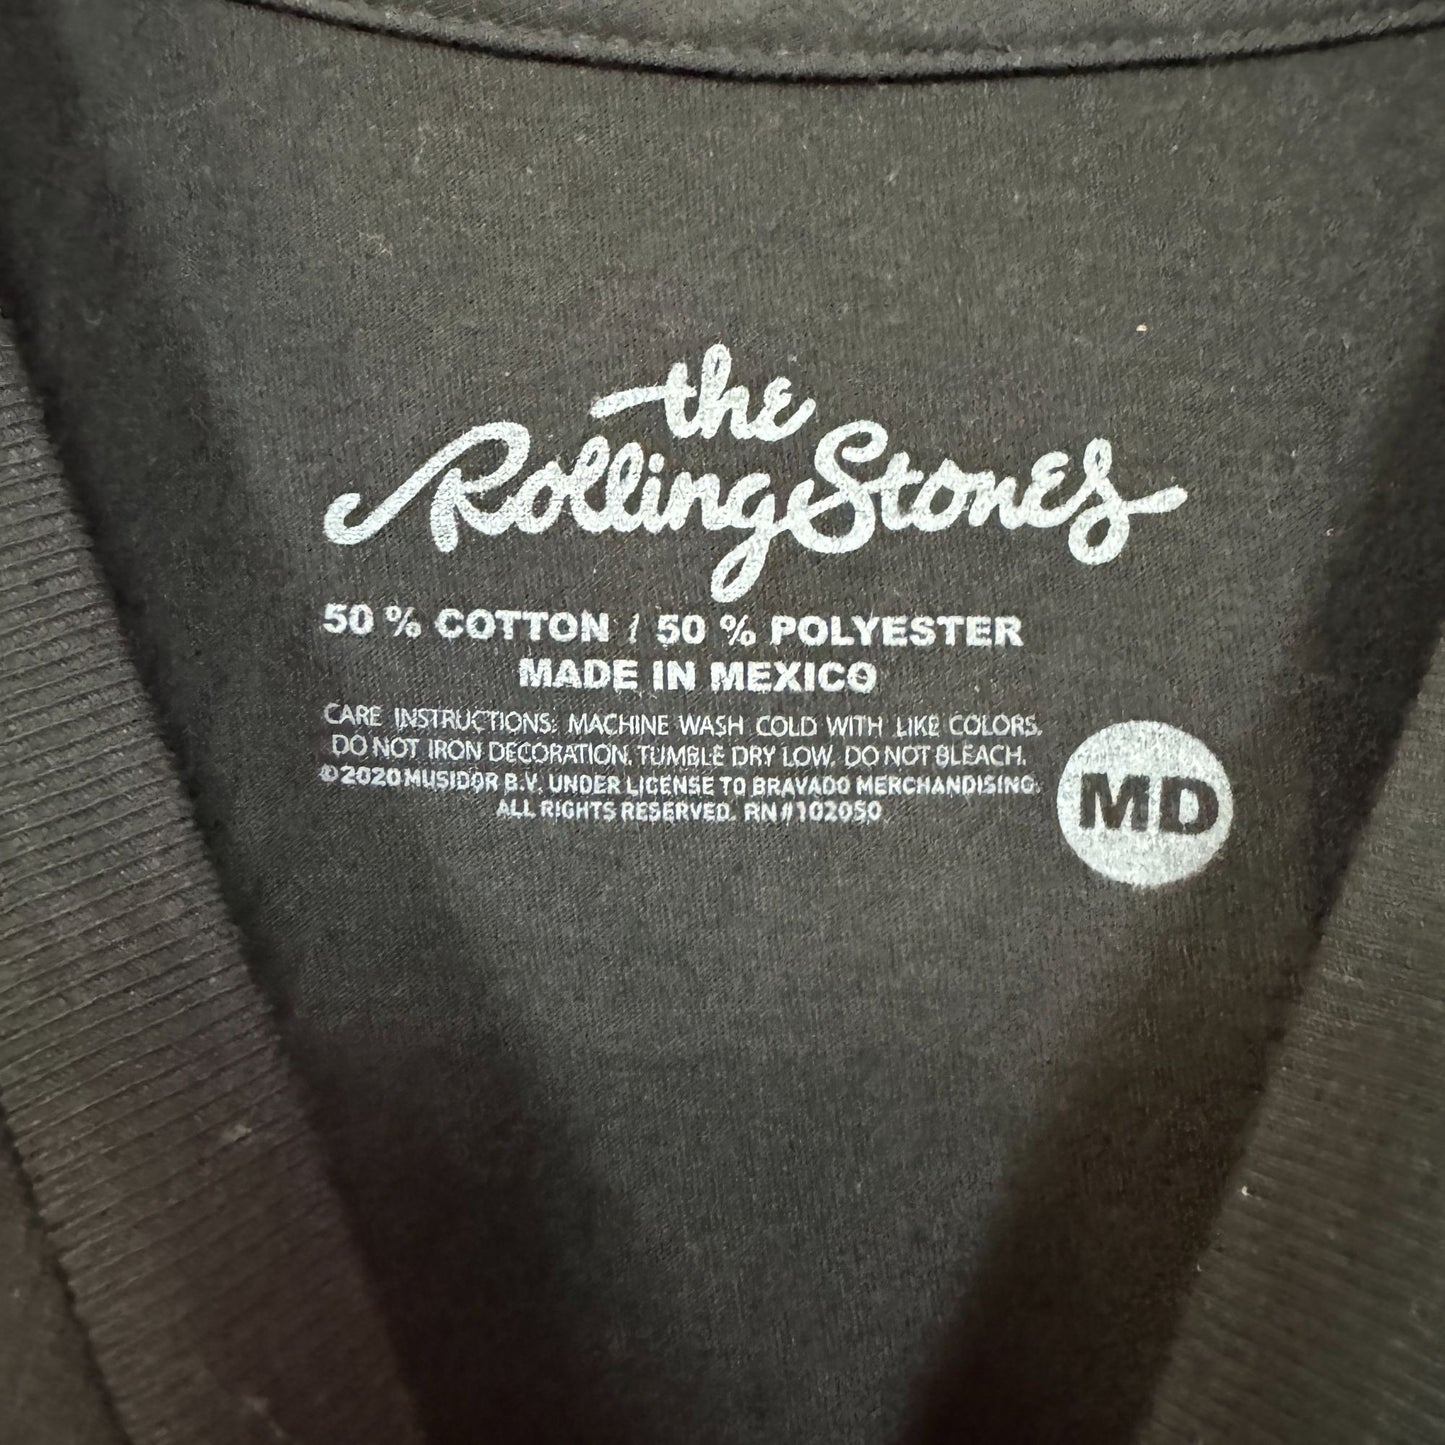 the
Rolling Stones
50 % COTTON / 50 % POLYESTER
MADE IN MEXICO
CARE INSTRUCTIONS: MACHINE WASH COLD WITH LIKE COLORS.
DO NOT IRON DECORATION. TUMBLE DRY LOW. DO NOT BLEACH.
©2020 MUSIDOR B.V. UNDER LICENSE TO BRAVADO MERCHANDISING.
ALL RIGHTS RESERVED. RN#102050
MD